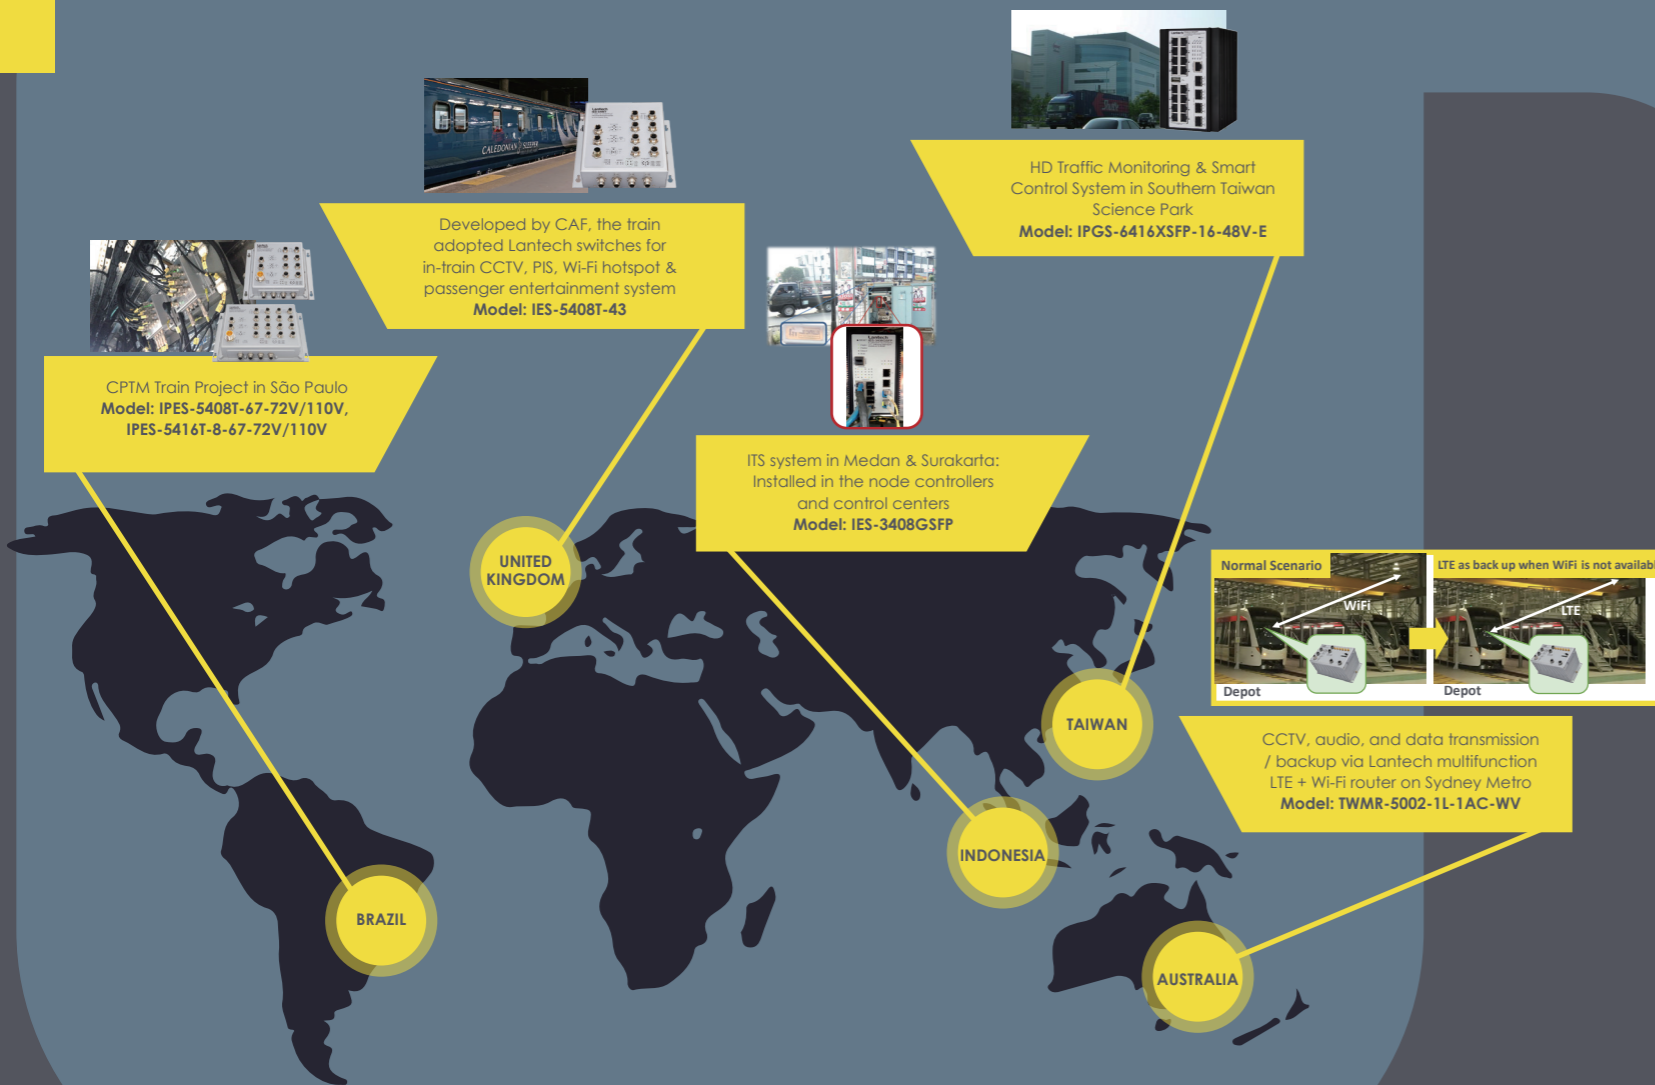 HD Traffic Monitoring & Smart
Control System in Southern Taiwan
Science Park
Model: IPGS-6416XSFP-16-48V-E
CALEDONIAN SLEEPER
Lantech
Developed by CAF, the train
adopted Lantech switches for
in-train CCTV, PIS, Wi-Fi hotspot &
passenger entertainment system
Model: IES-5408T-43
CPTM Train Project in São Paulo
Model: IPES-5408T-67-72V/110V,
IPES-5416T-8-67-72V/110V
Lantech
ITS system in Medan & Surakarta:
Installed in the node controllers
and control centers
Model: IES-3408GSFP
Normal Scenario
WiFi
Depot
LTE as back up when WiFi is not availabl
LTE
Depot
CCTV, audio, and data transmission
/ backup via Lantech multifunction
LTE + Wi-Fi router on Sydney Metro
Model: TWMR-5002-1L-1AC-WV
UNITED
KINGDOM
TAIWAN
INDONESIA
BRAZIL
AUSTRALIA